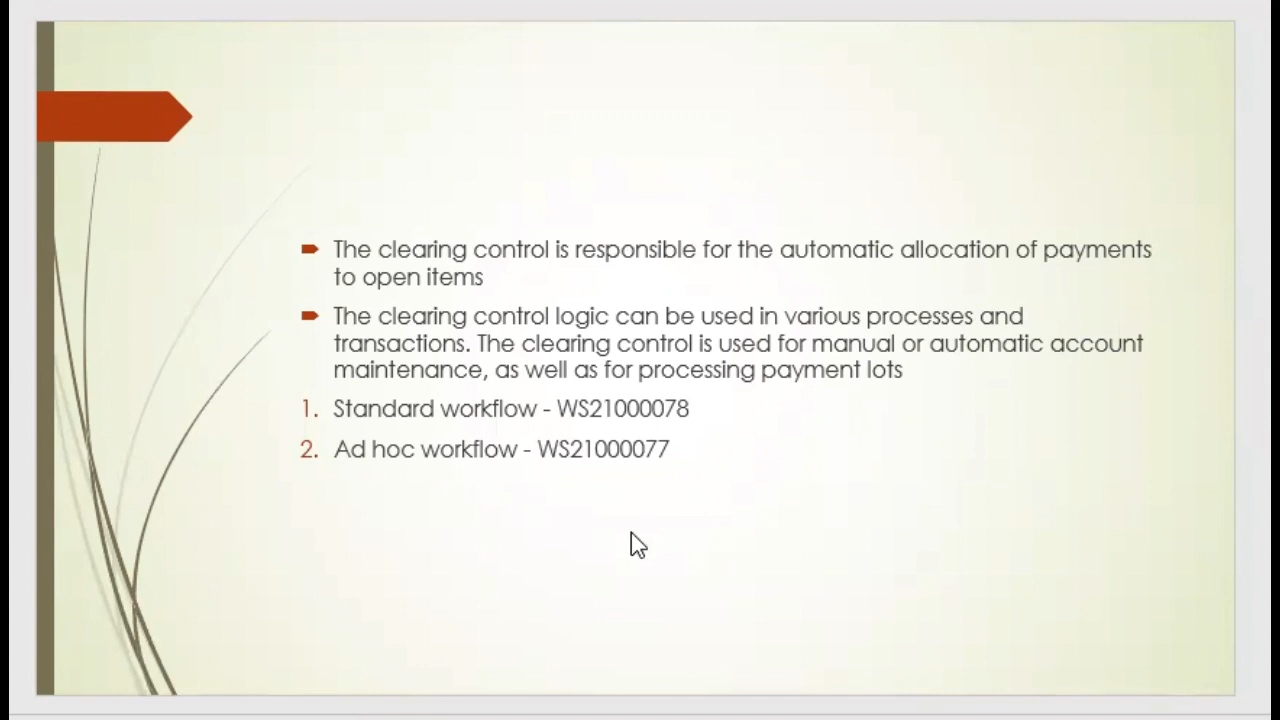 The clearing control is responsible for the automatic allocation of payments
to open items
The clearing control logic can be used in various processes and
transactions. The clearing control is used for manual or automatic account
maintenance, as well as for processing payment lots
1. Standard workflow - WS21000078
2. Ad hoc workflow - WS21000077